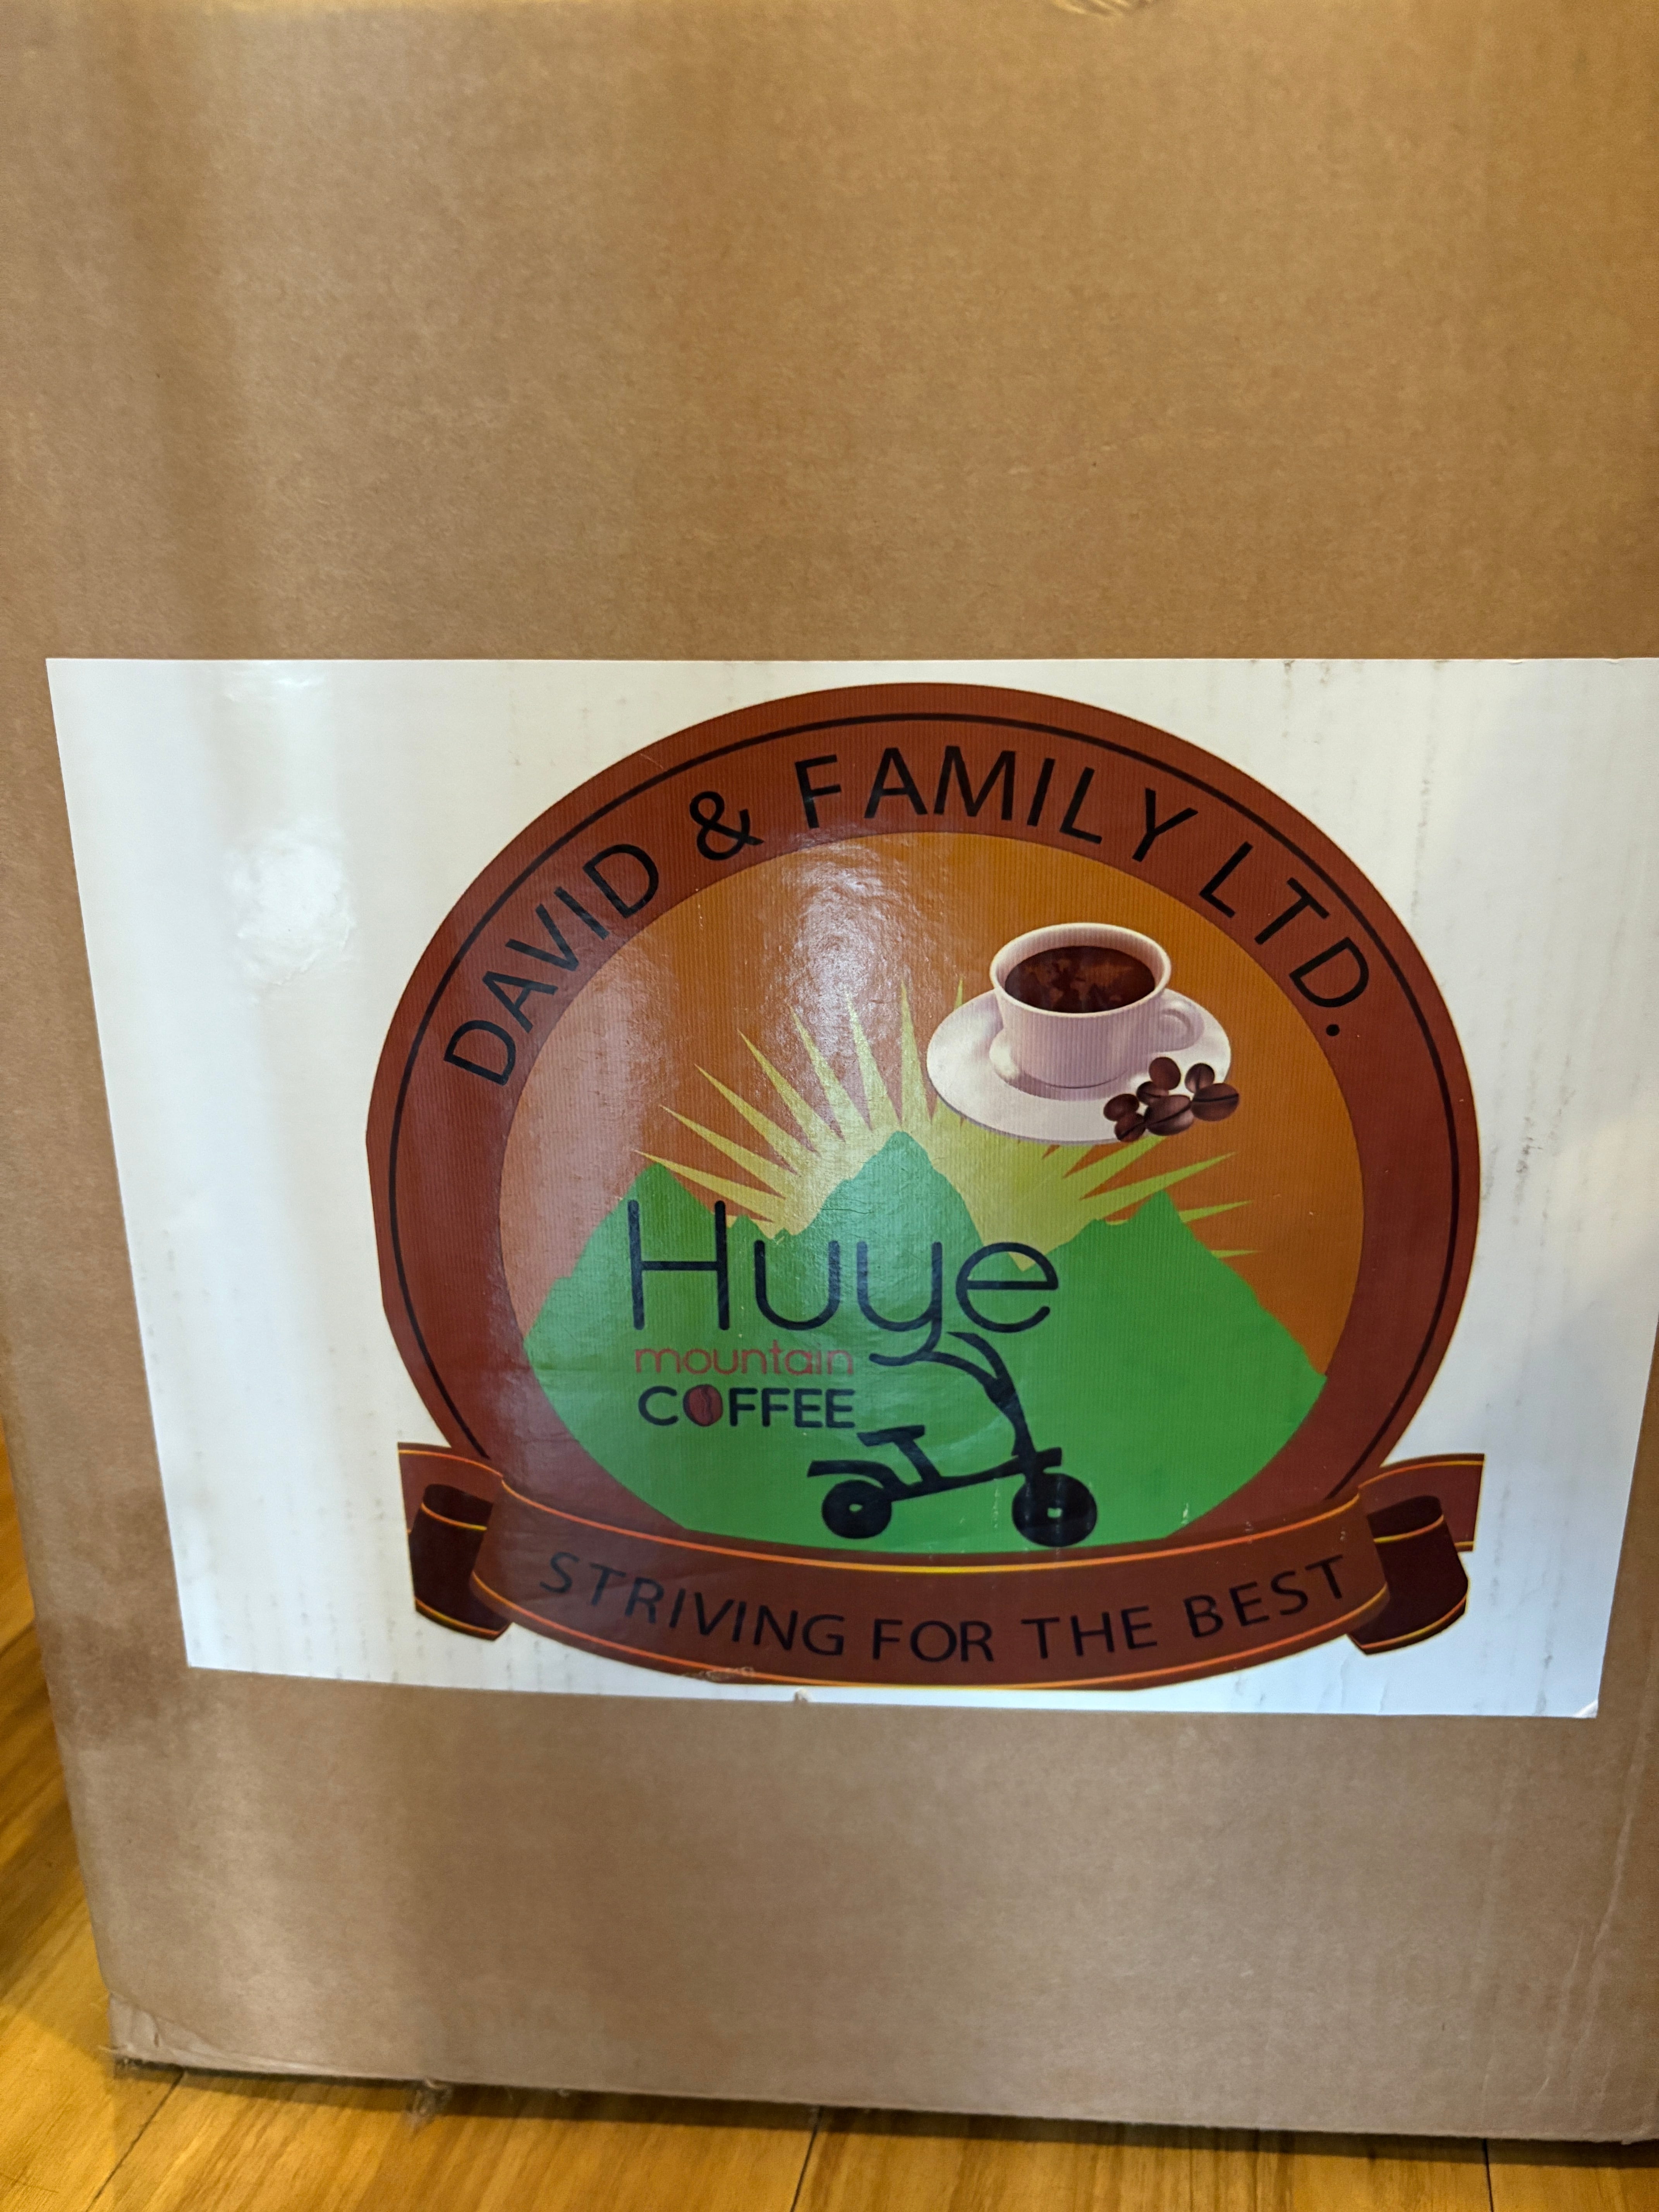 DAVID & FAMILY LTD.
Huye
mountain
COFFEE
STRIVING FOR THE BEST